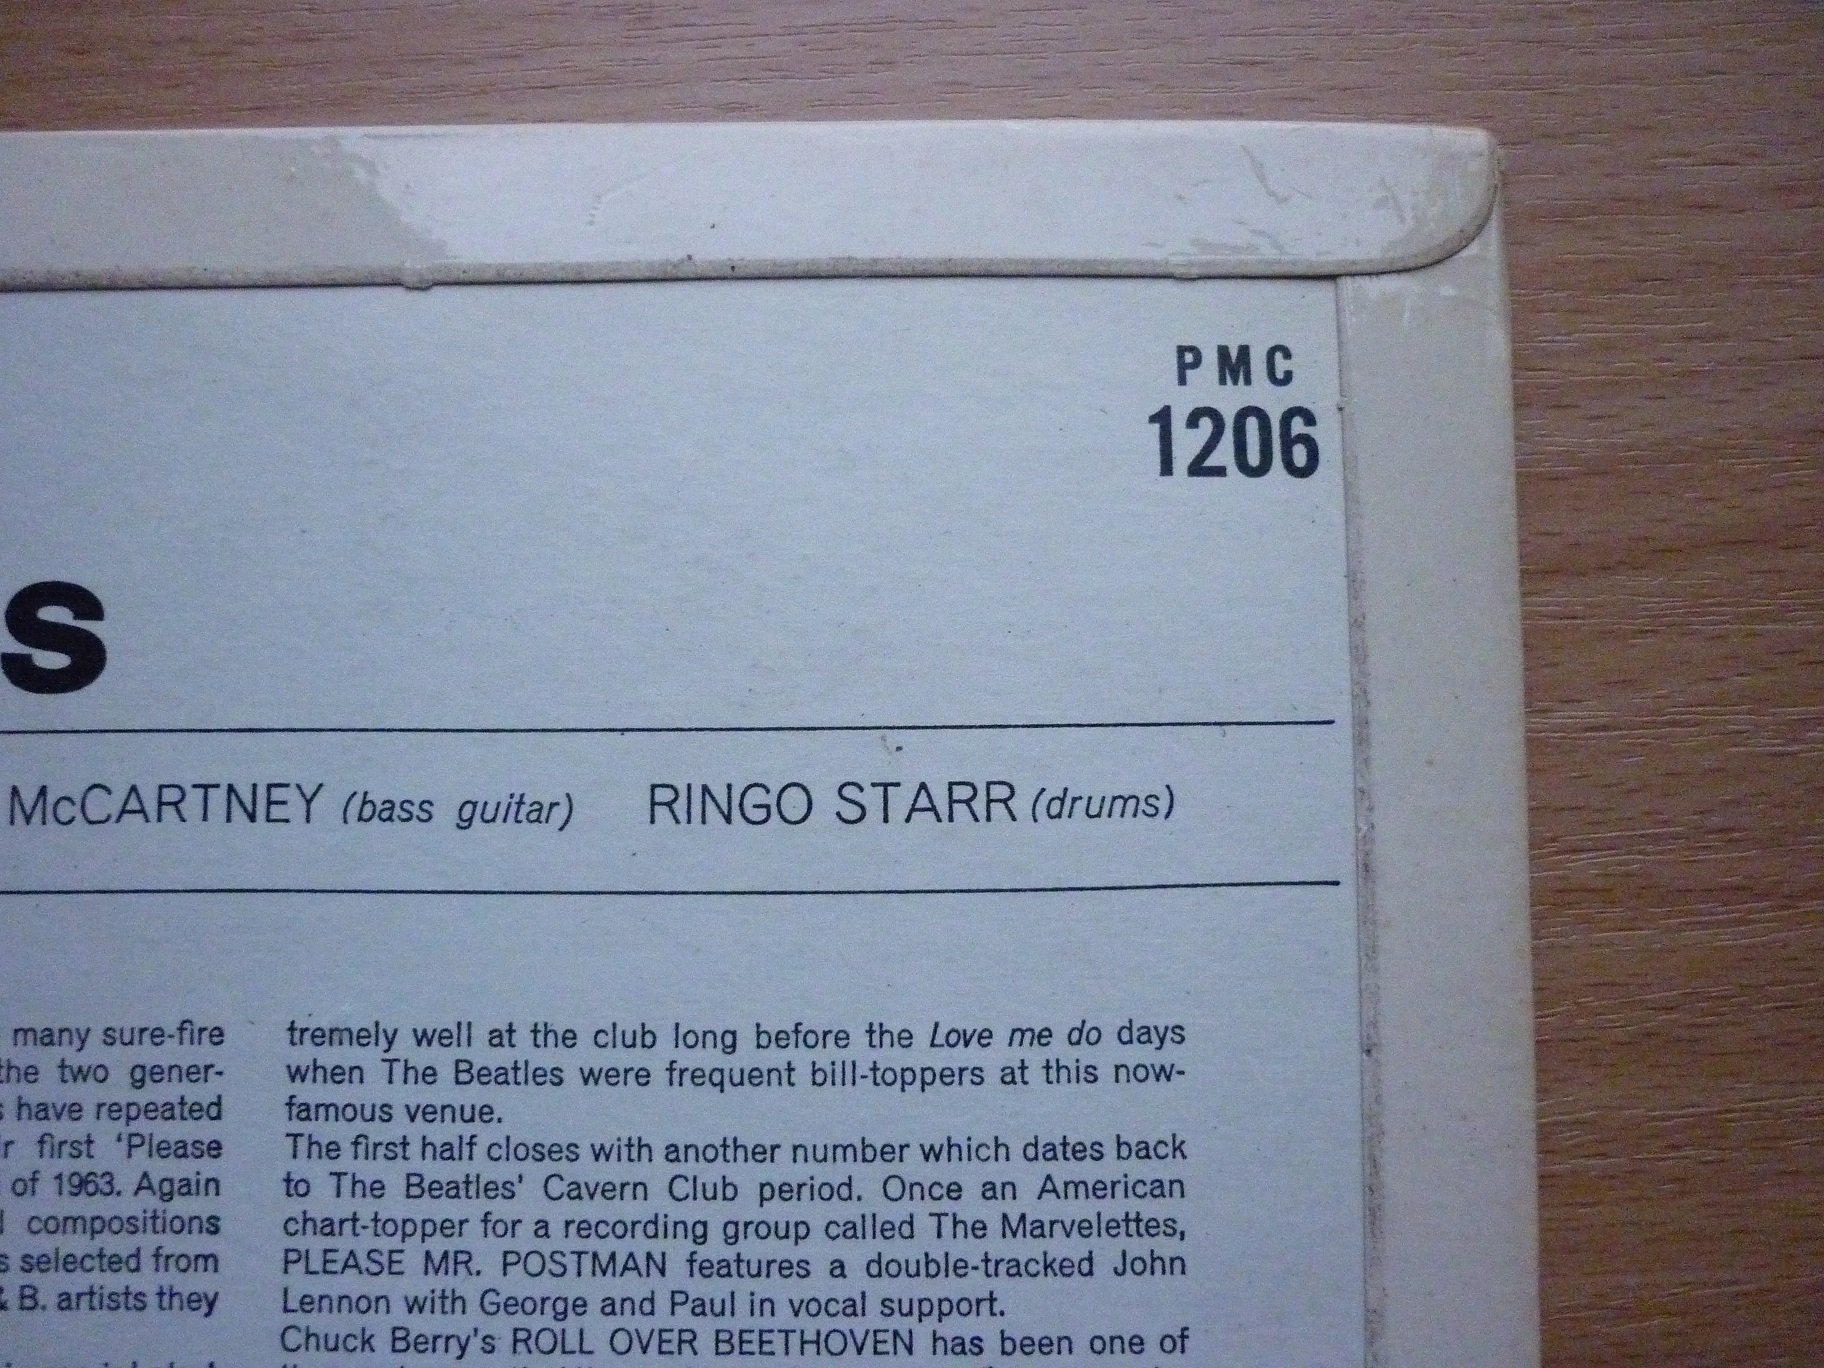 PMC
1206
s
McCARTNEY (bass guitar) RINGO STARR (drums)
many sure-fire
the two gener-
have repeated
first ‘Please
of 1963. Again
compositions
selected from
& B. artists they
tremely well at the club long before the Love me do days
when The Beatles were frequent bill-toppers at this now-
famous venue.
The first half closes with another number which dates back
to The Beatles’ Cavern Club period. Once an American
chart-topper for a recording group called The Marvelettes,
PLEASE MR. POSTMAN features a double-tracked John
Lennon with George and Paul in vocal support.
Chuck Berry’s ROLL OVER BEETHOVEN has been one of